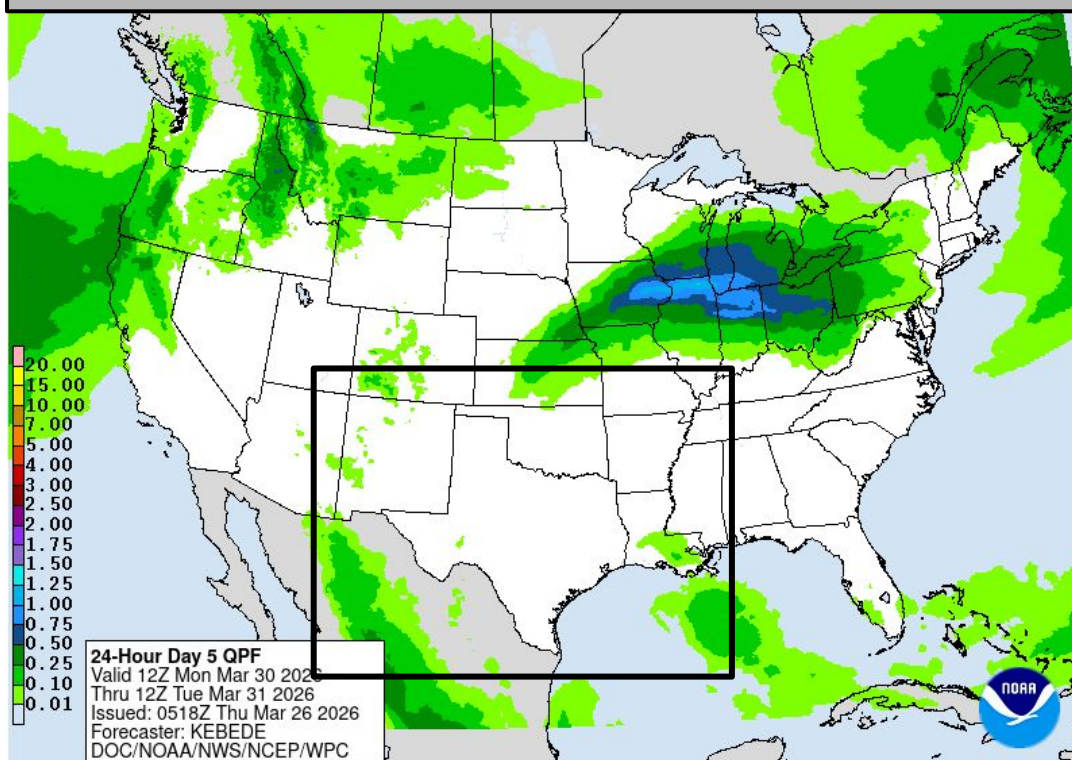 20.00
15.00
10.00
7.00
5.00
4.00
3.00
2.50
2.00
1.75
1.50
1.25
1.00
0.75
0.50
0.25
0.10
0.01
24-Hour Day 5 QPF
Valid 12Z Mon Mar 30 2026
Thru 12Z Tue Mar 31 2026
Issued: 0518Z Thu Mar 26 2026
Forecaster: KEBEDE
DOC/NOAA/NWS/NCEP/WPC
NOAA